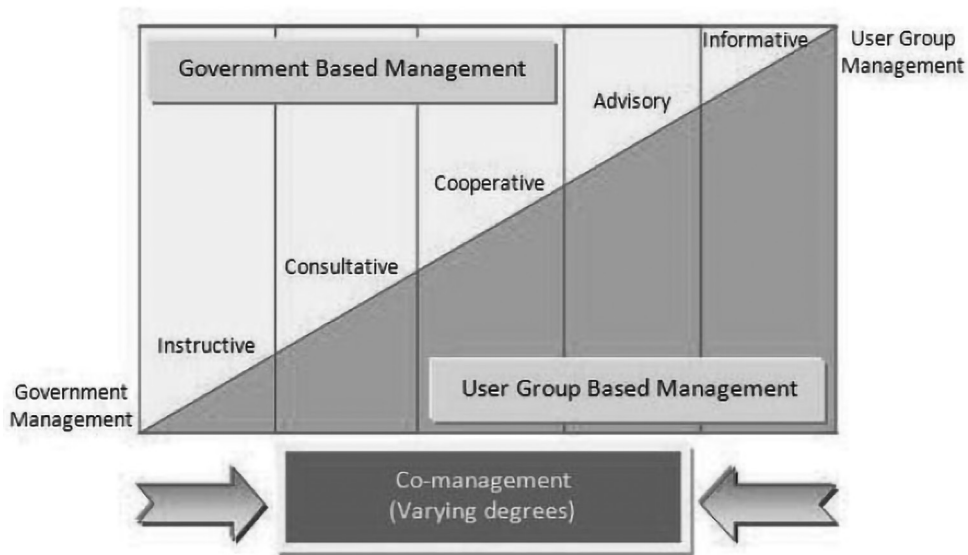 Informative
User Group
Management
Government Based Management
Advisory
Cooperative
Consultative
Instructive
Government
Management
User Group Based Management
Co-management
(Varying degrees)